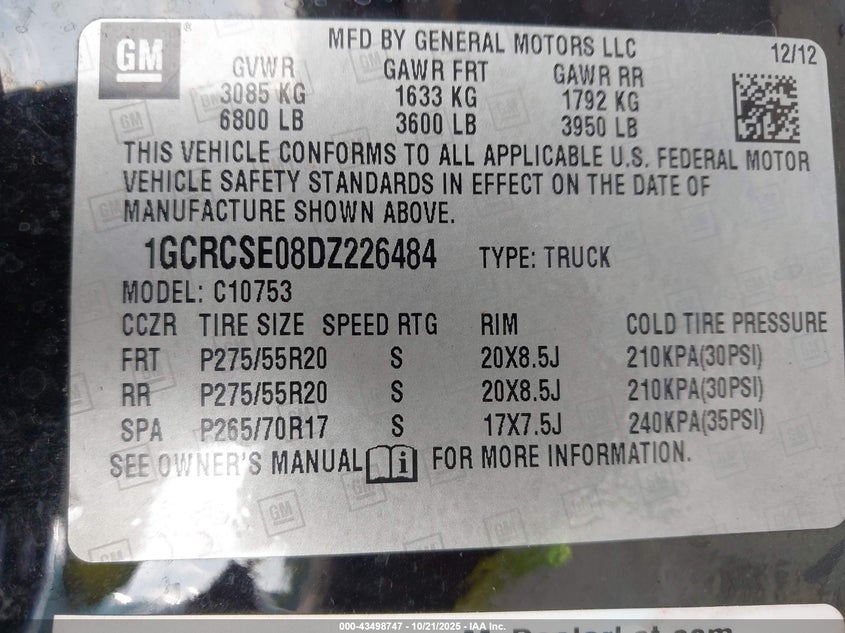 GM
MFD BY GENERAL MOTORS LLC
12/12
GVWR GAWR FRT GAWR RR
3085 KG 1633 KG 1792 KG
6800 LB 3600 LB 3950 LB
THIS VEHICLE CONFORMS TO ALL APPLICABLE U.S. FEDERAL MOTOR
VEHICLE SAFETY STANDARDS IN EFFECT ON THE DATE OF
MANUFACTURE SHOWN ABOVE.
1GCRCSE08DZ226484 TYPE: TRUCK
MODEL: C10753
CCZR TIRE SIZE SPEED RTG RIM COLD TIRE PRESSURE
FRT P275/55R20 S 20X8.5J 210KPA(30PSI)
RR P275/55R20 S 20X8.5J 210KPA(30PSI)
SPA P265/70R17 S 17X7.5J 240KPA(35PSI)
SEE OWNER'S MANUAL i FOR MORE INFORMATION.
000-43498747 - 10/21/2025 - IAA Inc.